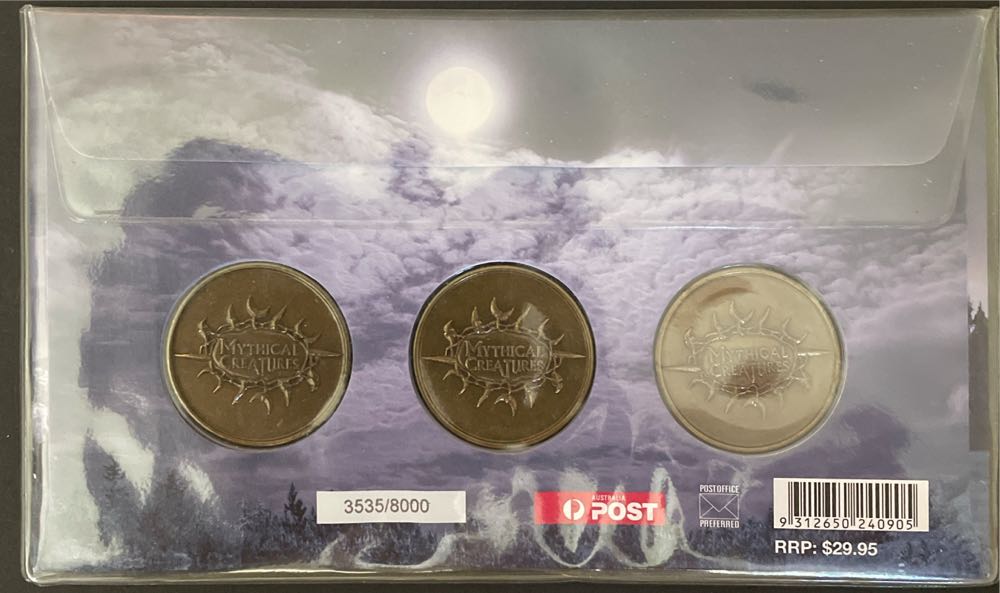 MYTHICAL
CREATURES
MYTHICAL
CREATURES
MYTHICAL
CREATURES
3535/8000
AUSTRALIA
POST
POST OFFICE
PREFERRED
9 312650 240905
RRP: $29.95